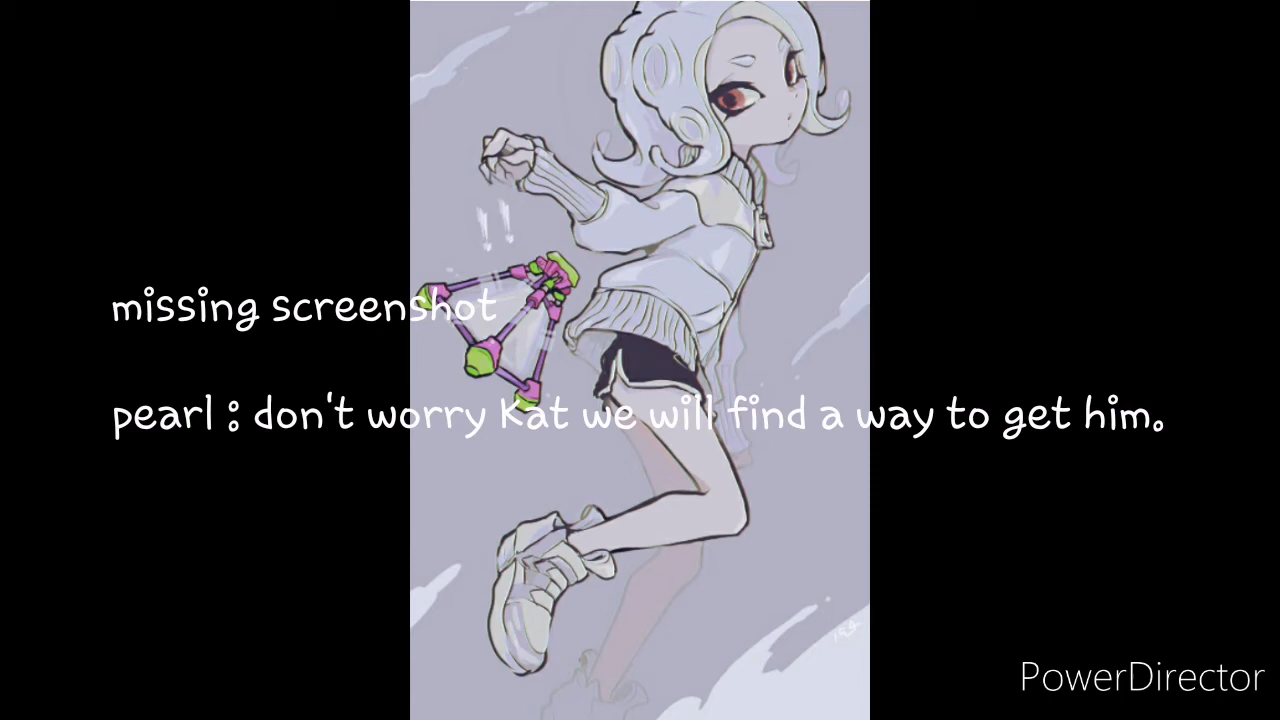 missing screenshot
pearl : don't worry Kat we will find a way to get him.
PowerDirector